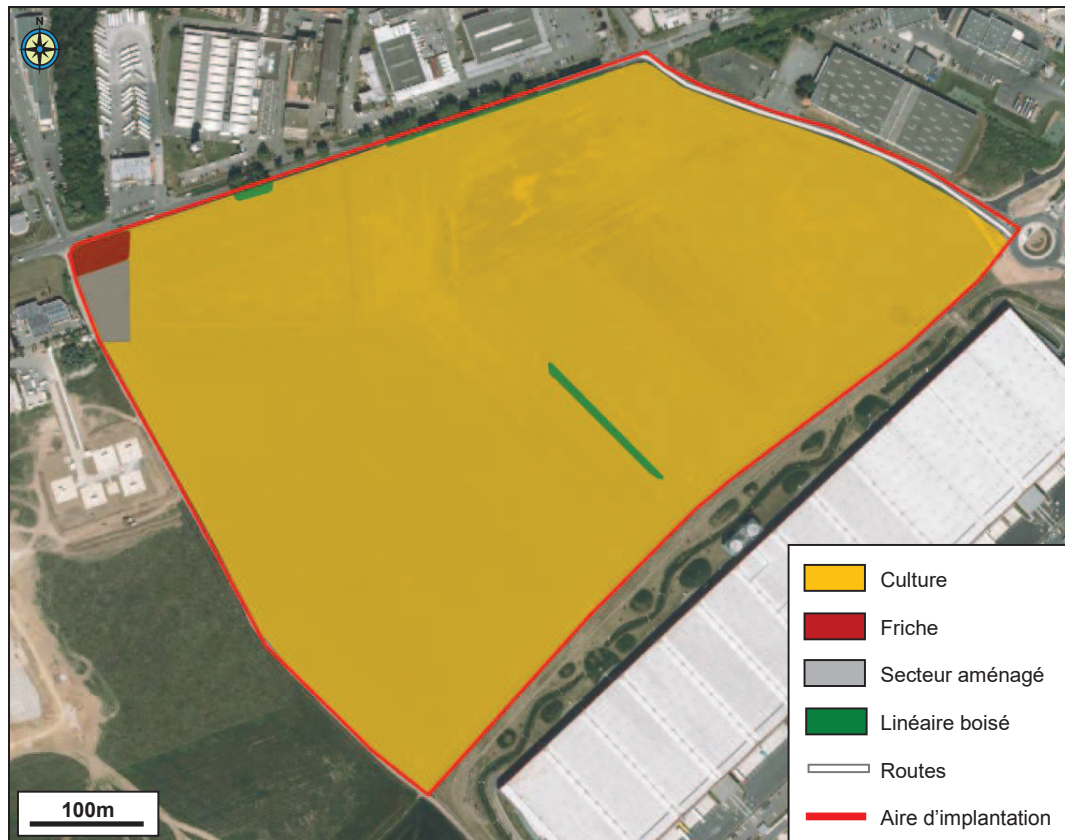 N
Culture
Friche
Secteur aménagé
Linéaire boisé
Routes
Aire d'implantation
100m